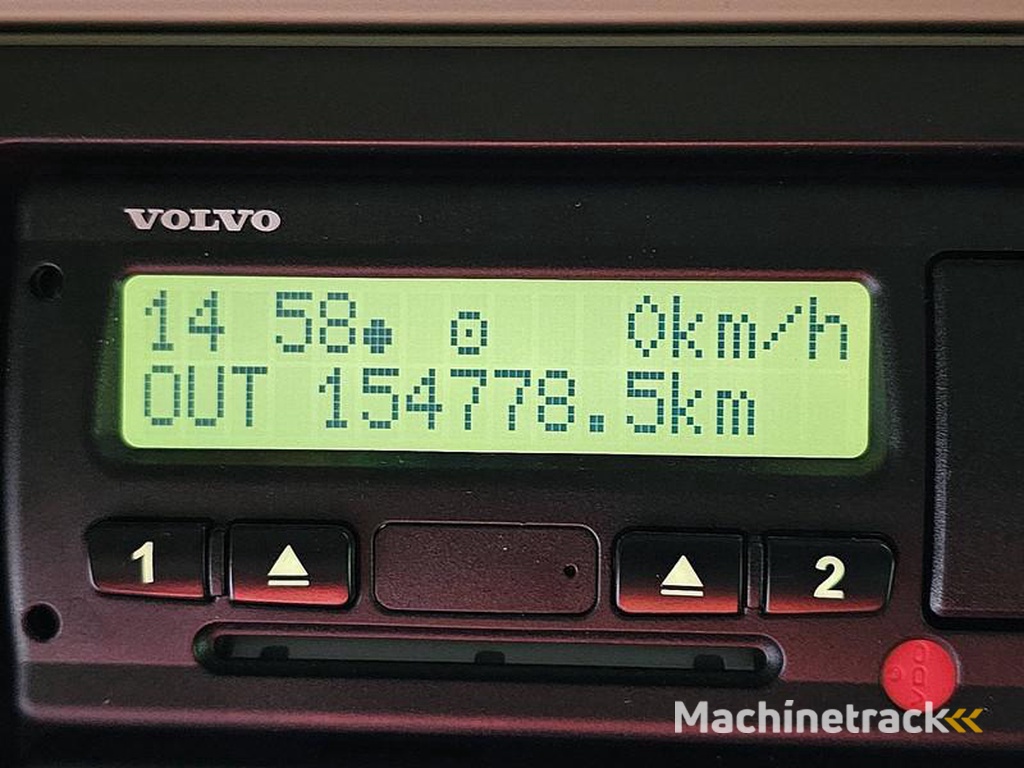 VOLVO
14 58 0km/h
OUT 154778.5km
1
2
VDO
Machinetrack